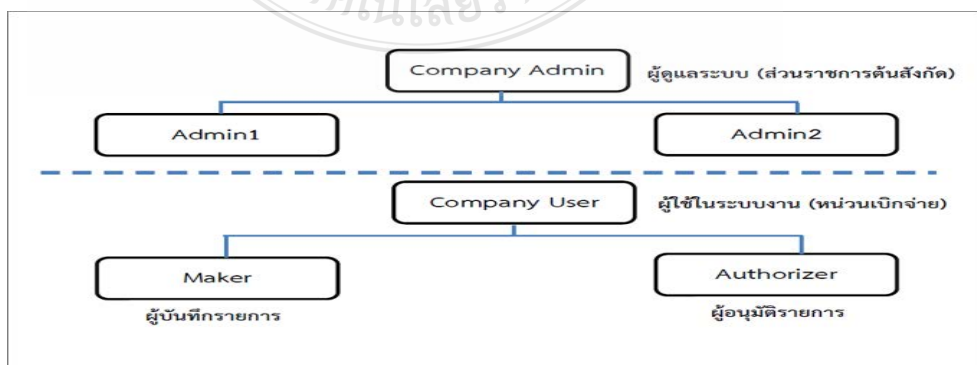 Company Admin
ผู้ดูแลระบบ (ส่วนราชการต้นสังกัด)
Admin1
Admin2
Company User
ผู้ใช้ในระบบงาน (หน่วนเบิกจ่าย)
Maker
Authorizer
ผู้บันทึกรายการ
ผู้อนุมัติรายการ